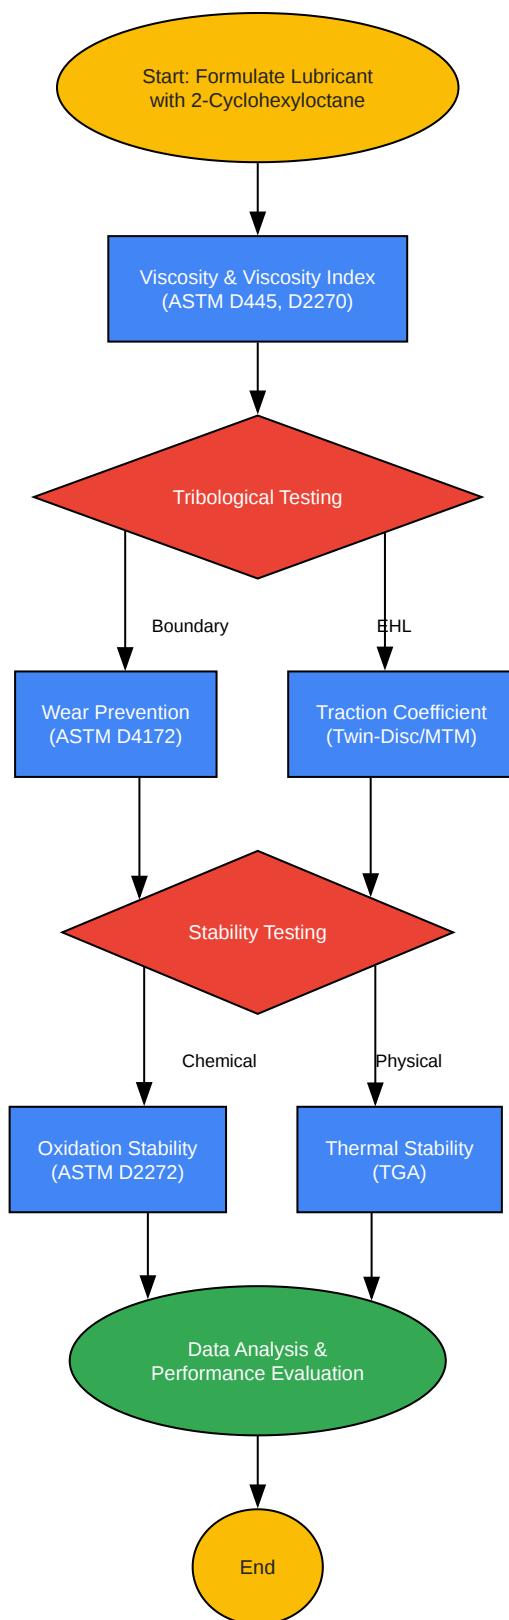 Start: Formulate Lubricant
with 2-Cyclohexyloctane
Viscosity & Viscosity Index
(ASTM D445, D2270)
Tribological Testing
Boundary
EHL
Wear Prevention
(ASTM D4172)
Traction Coefficient
(Twin-Disc/MTM)
Stability Testing
Chemical
Physical
Oxidation Stability
(ASTM D2272)
Thermal Stability
(TGA)
Data Analysis &
Performance Evaluation
End